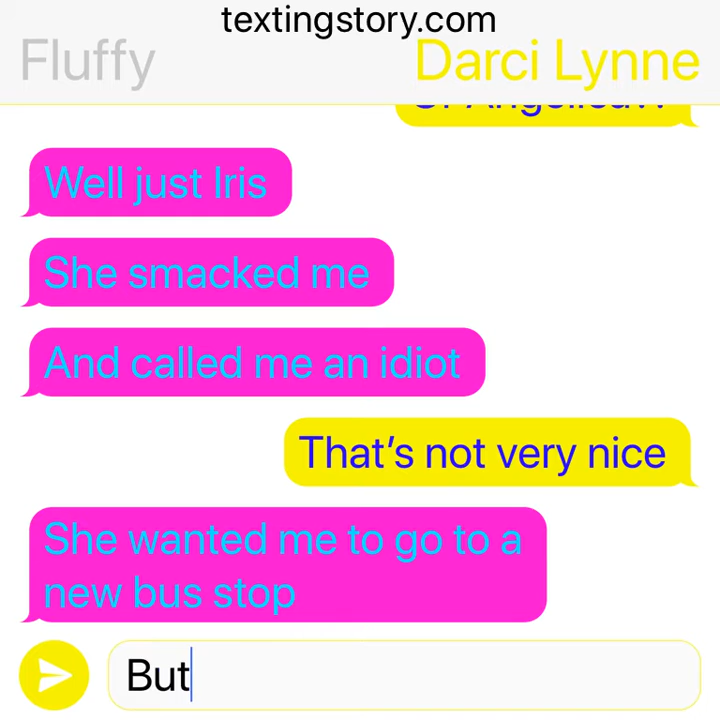 textingstory.com
Fluffy
Darci Lynne
Well just Iris
She smacked me
And called me an idiot
That's not very nice
She wanted me to go to a
new bus stop
But